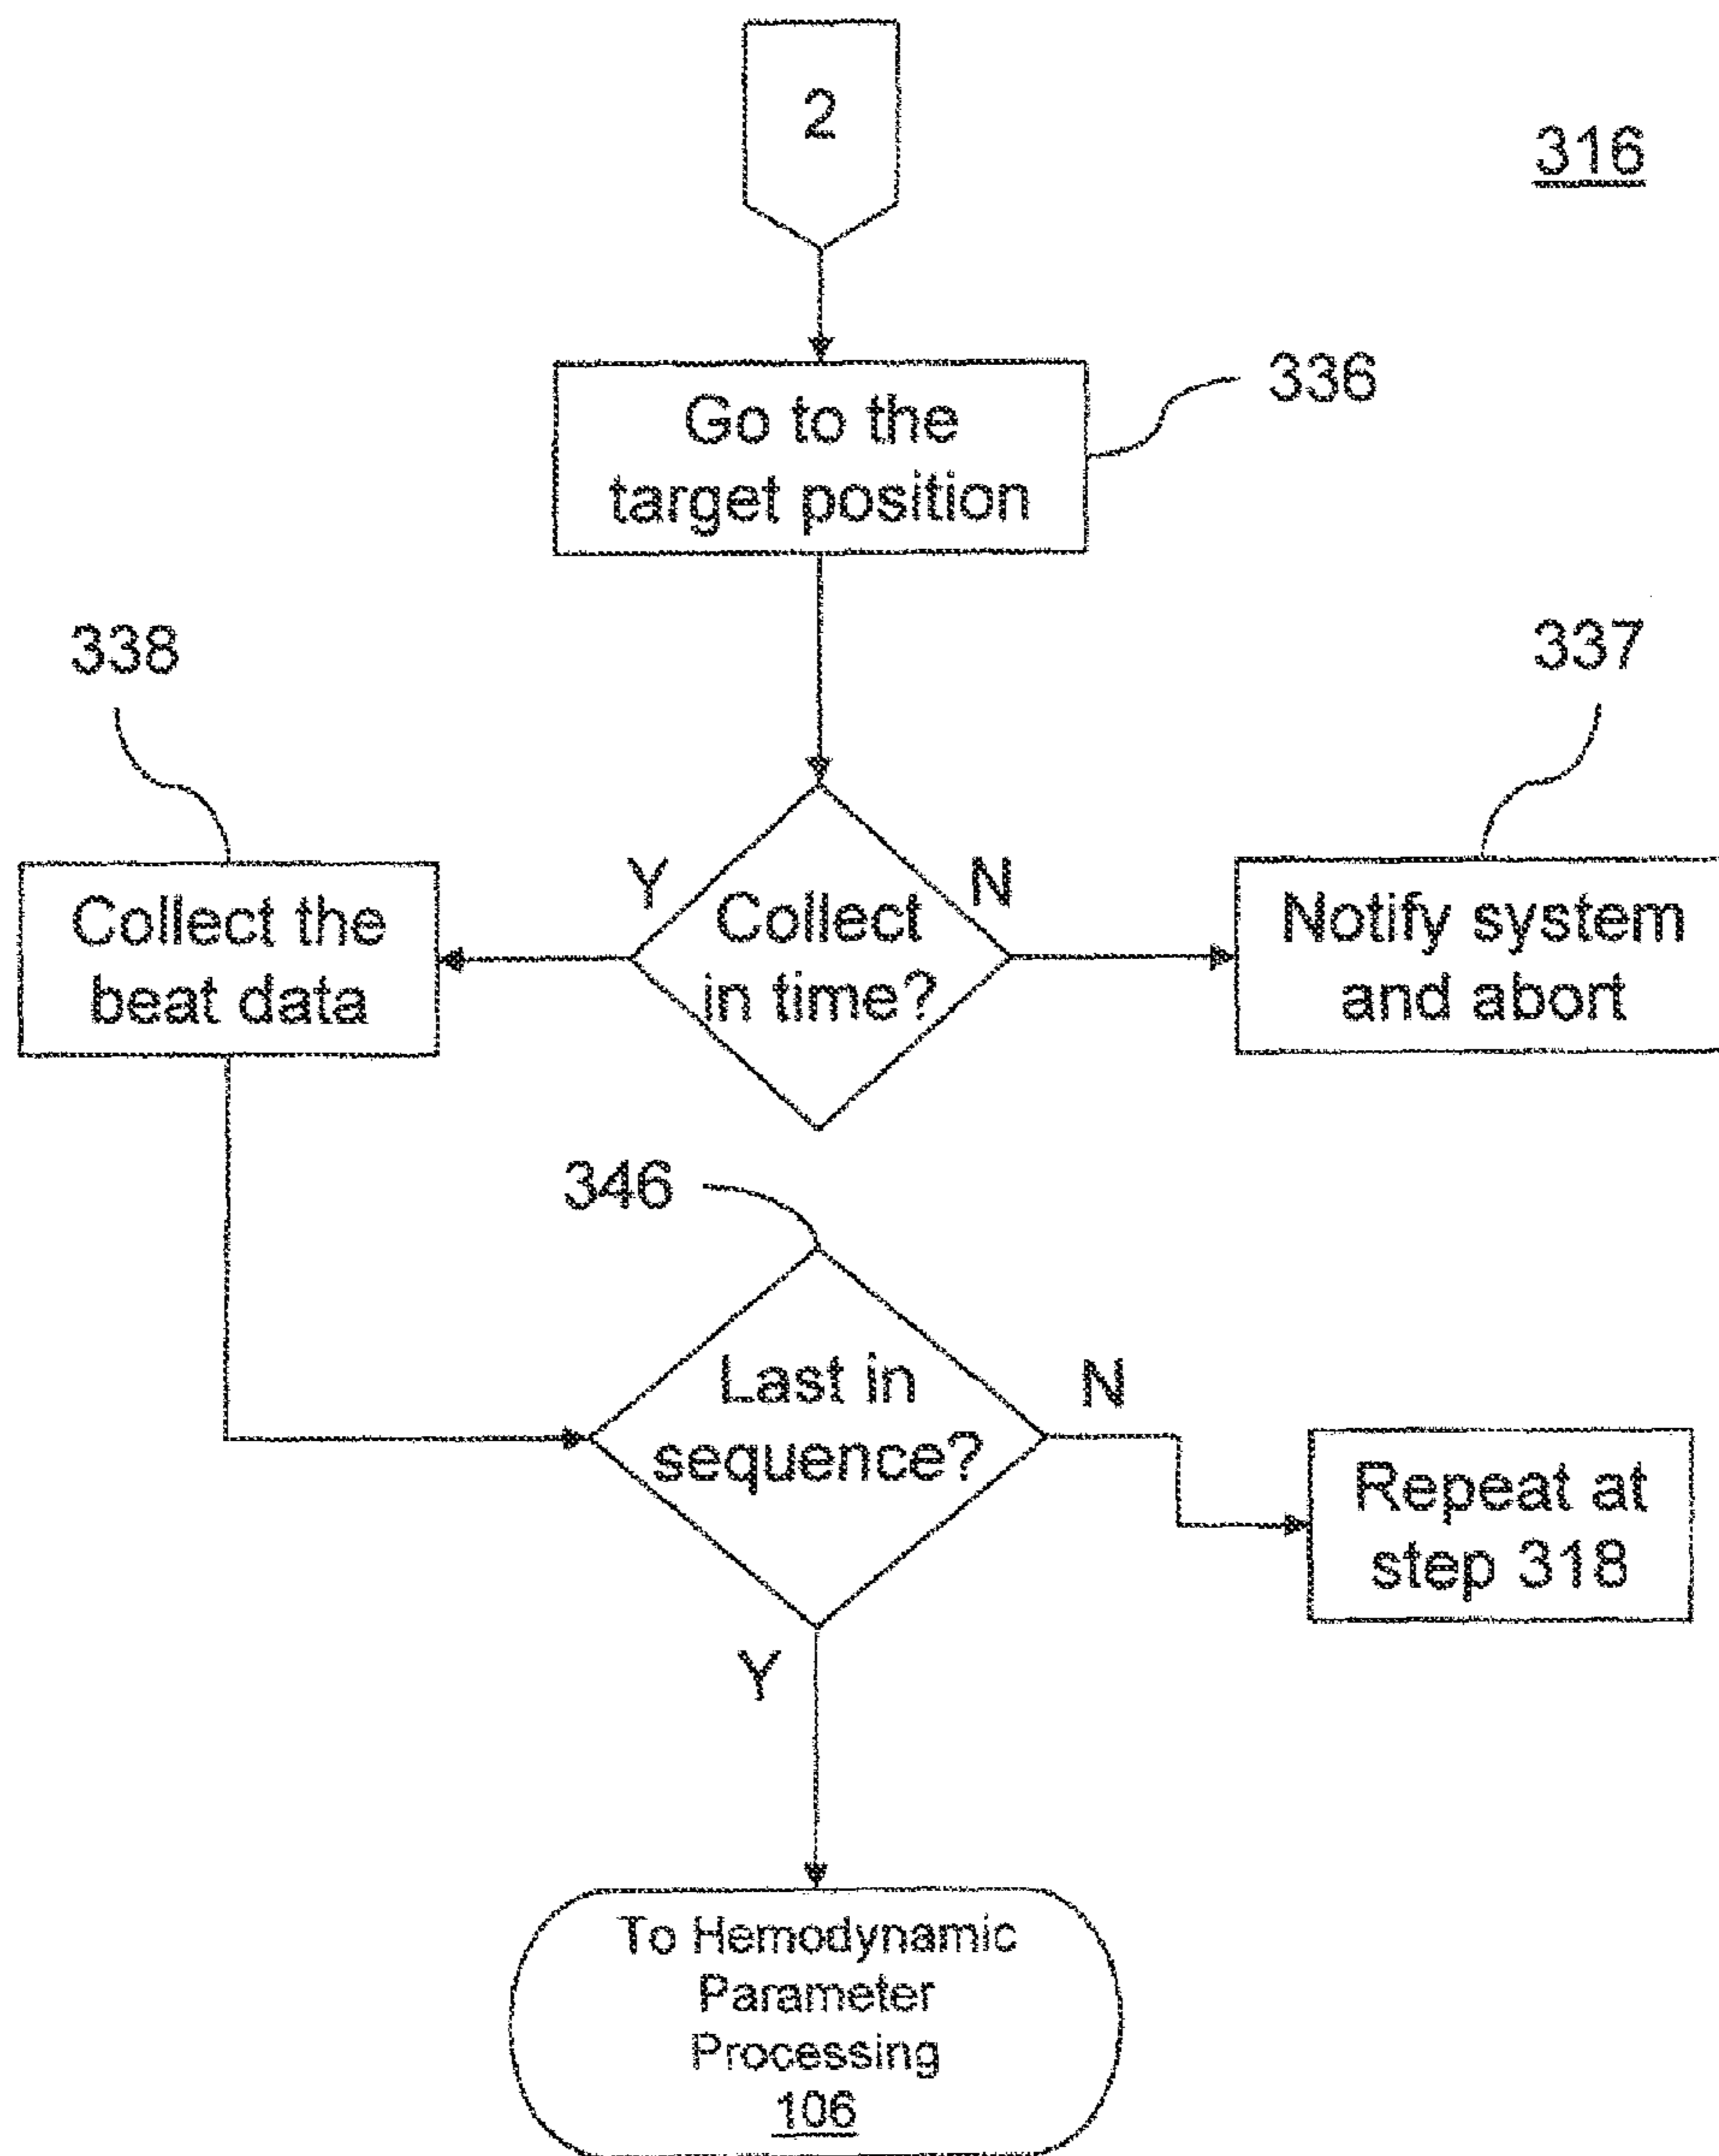 2
316
Go to the
target position
336
338
337
Y
N
Collect the
beat data
Collect
in time?
Notify system
and abort
346
Last in
sequence?
N
Repeat at
step 318
Y
To Hemodynamic
Parameter
Processing
106